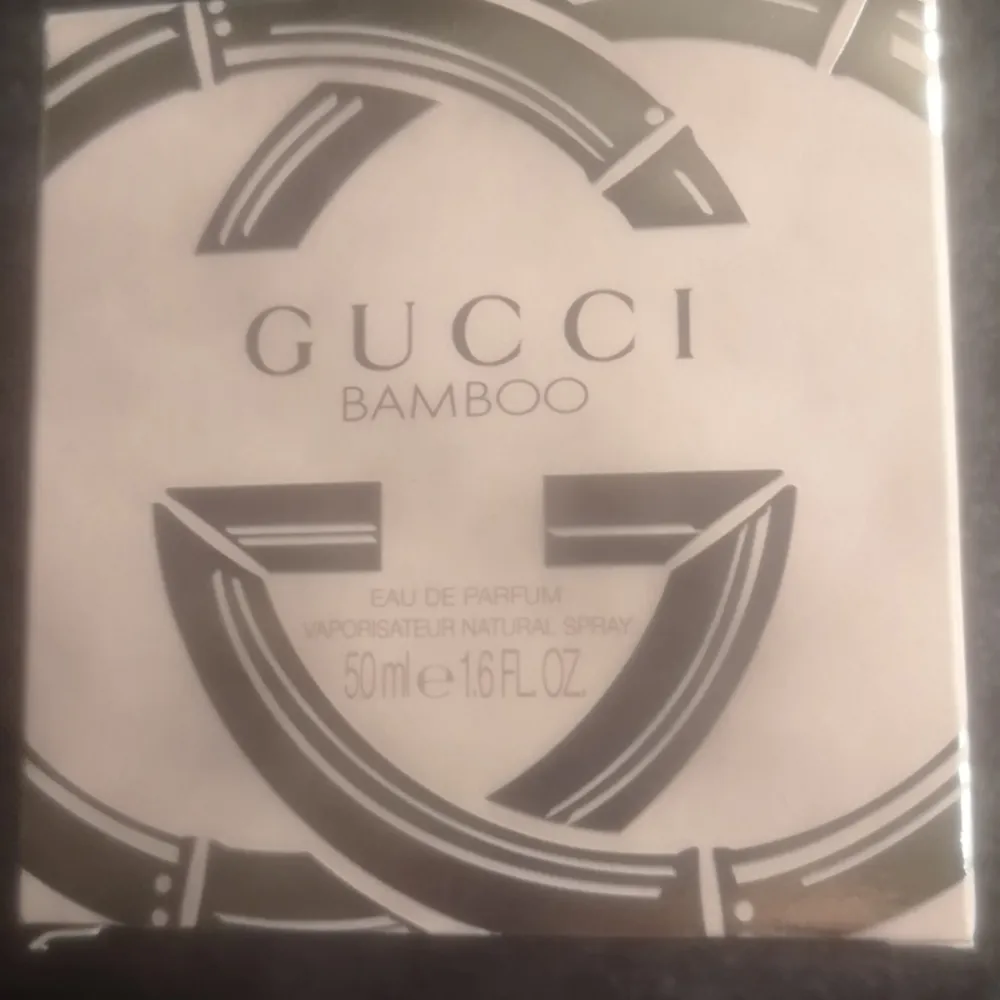 GUCCI
BAMBOO
EAU DE PARFUM
VAPORISATEUR NATURAL SPRAY
50 ml e 1.6 FL. OZ.